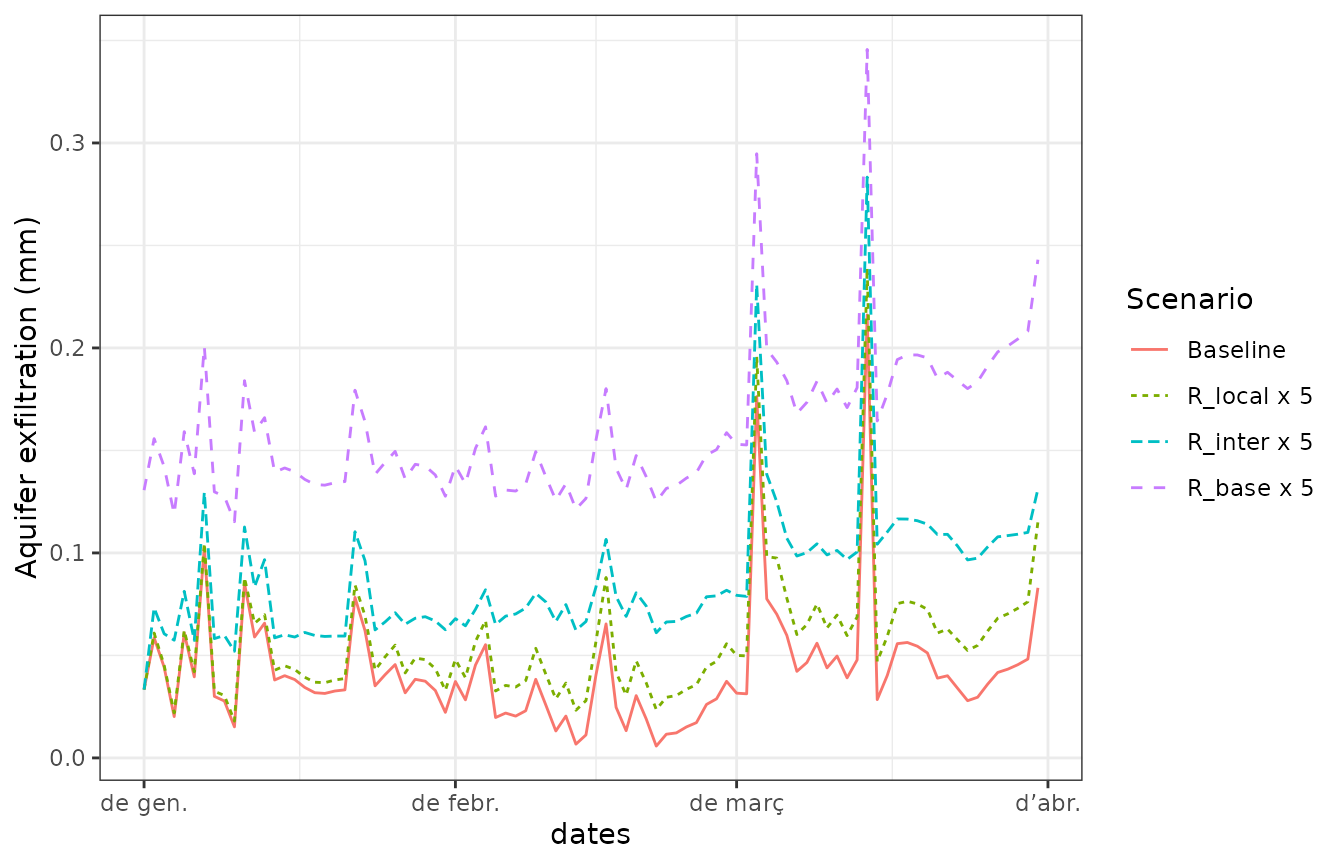 Aquifer exfiltration (mm)
0.3
0.2
0.1
0.0
de gen.
de febr.
de març
d’abr.
dates
Scenario
Baseline
R_local x 5
R_inter x 5
R_base x 5